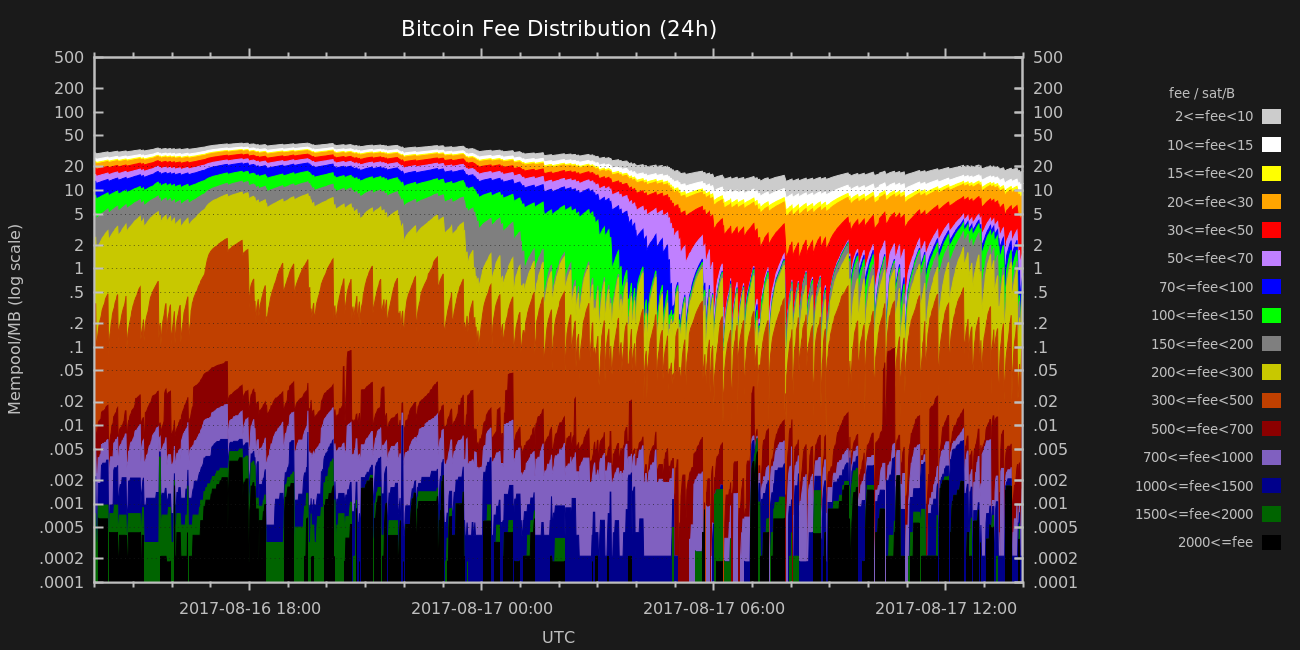 Bitcoin Fee Distribution (24h)
500
200
100
50
20
10
5
2
1
.5
.2
.1
.05
.02
.01
.005
.002
.001
.0005
.0002
.0001
Mempool/MB (log scale)
500
200
100
50
20
10
5
2
1
.5
.2
.1
.05
.02
.01
.005
.002
.001
.0005
.0002
.0001
fee / sat/B
2<=fee<10
10<=fee<15
15<=fee<20
20<=fee<30
30<=fee<50
50<=fee<70
70<=fee<100
100<=fee<150
150<=fee<200
200<=fee<300
300<=fee<500
500<=fee<700
700<=fee<1000
1000<=fee<1500
1500<=fee<2000
2000<=fee
2017-08-16 18:00
2017-08-17 00:00
2017-08-17 06:00
2017-08-17 12:00
UTC